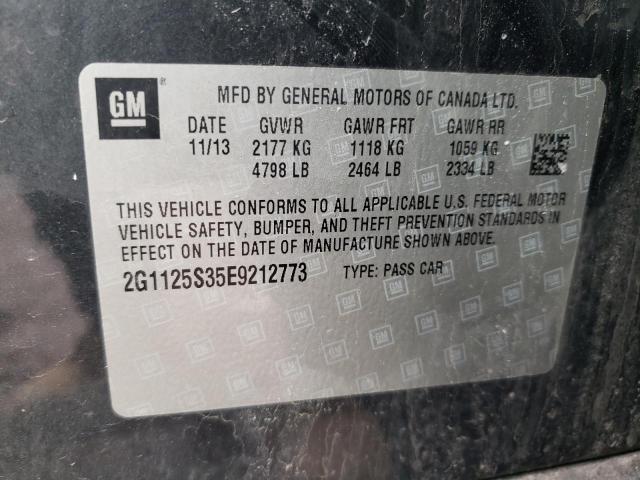 GM
MFD BY GENERAL MOTORS OF CANADA LTD.
DATE GVWR GAWR FRT GAWR RR
11/13 2177 KG 1118 KG 1059 KG
4798 LB 2464 LB 2334 LB
THIS VEHICLE CONFORMS TO ALL APPLICABLE U.S. FEDERAL MOTOR
VEHICLE SAFETY, BUMPER, AND THEFT PREVENTION STANDARDS IN
EFFECT ON THE DATE OF MANUFACTURE SHOWN ABOVE.
2G1125S35E9212773 TYPE: PASS CAR